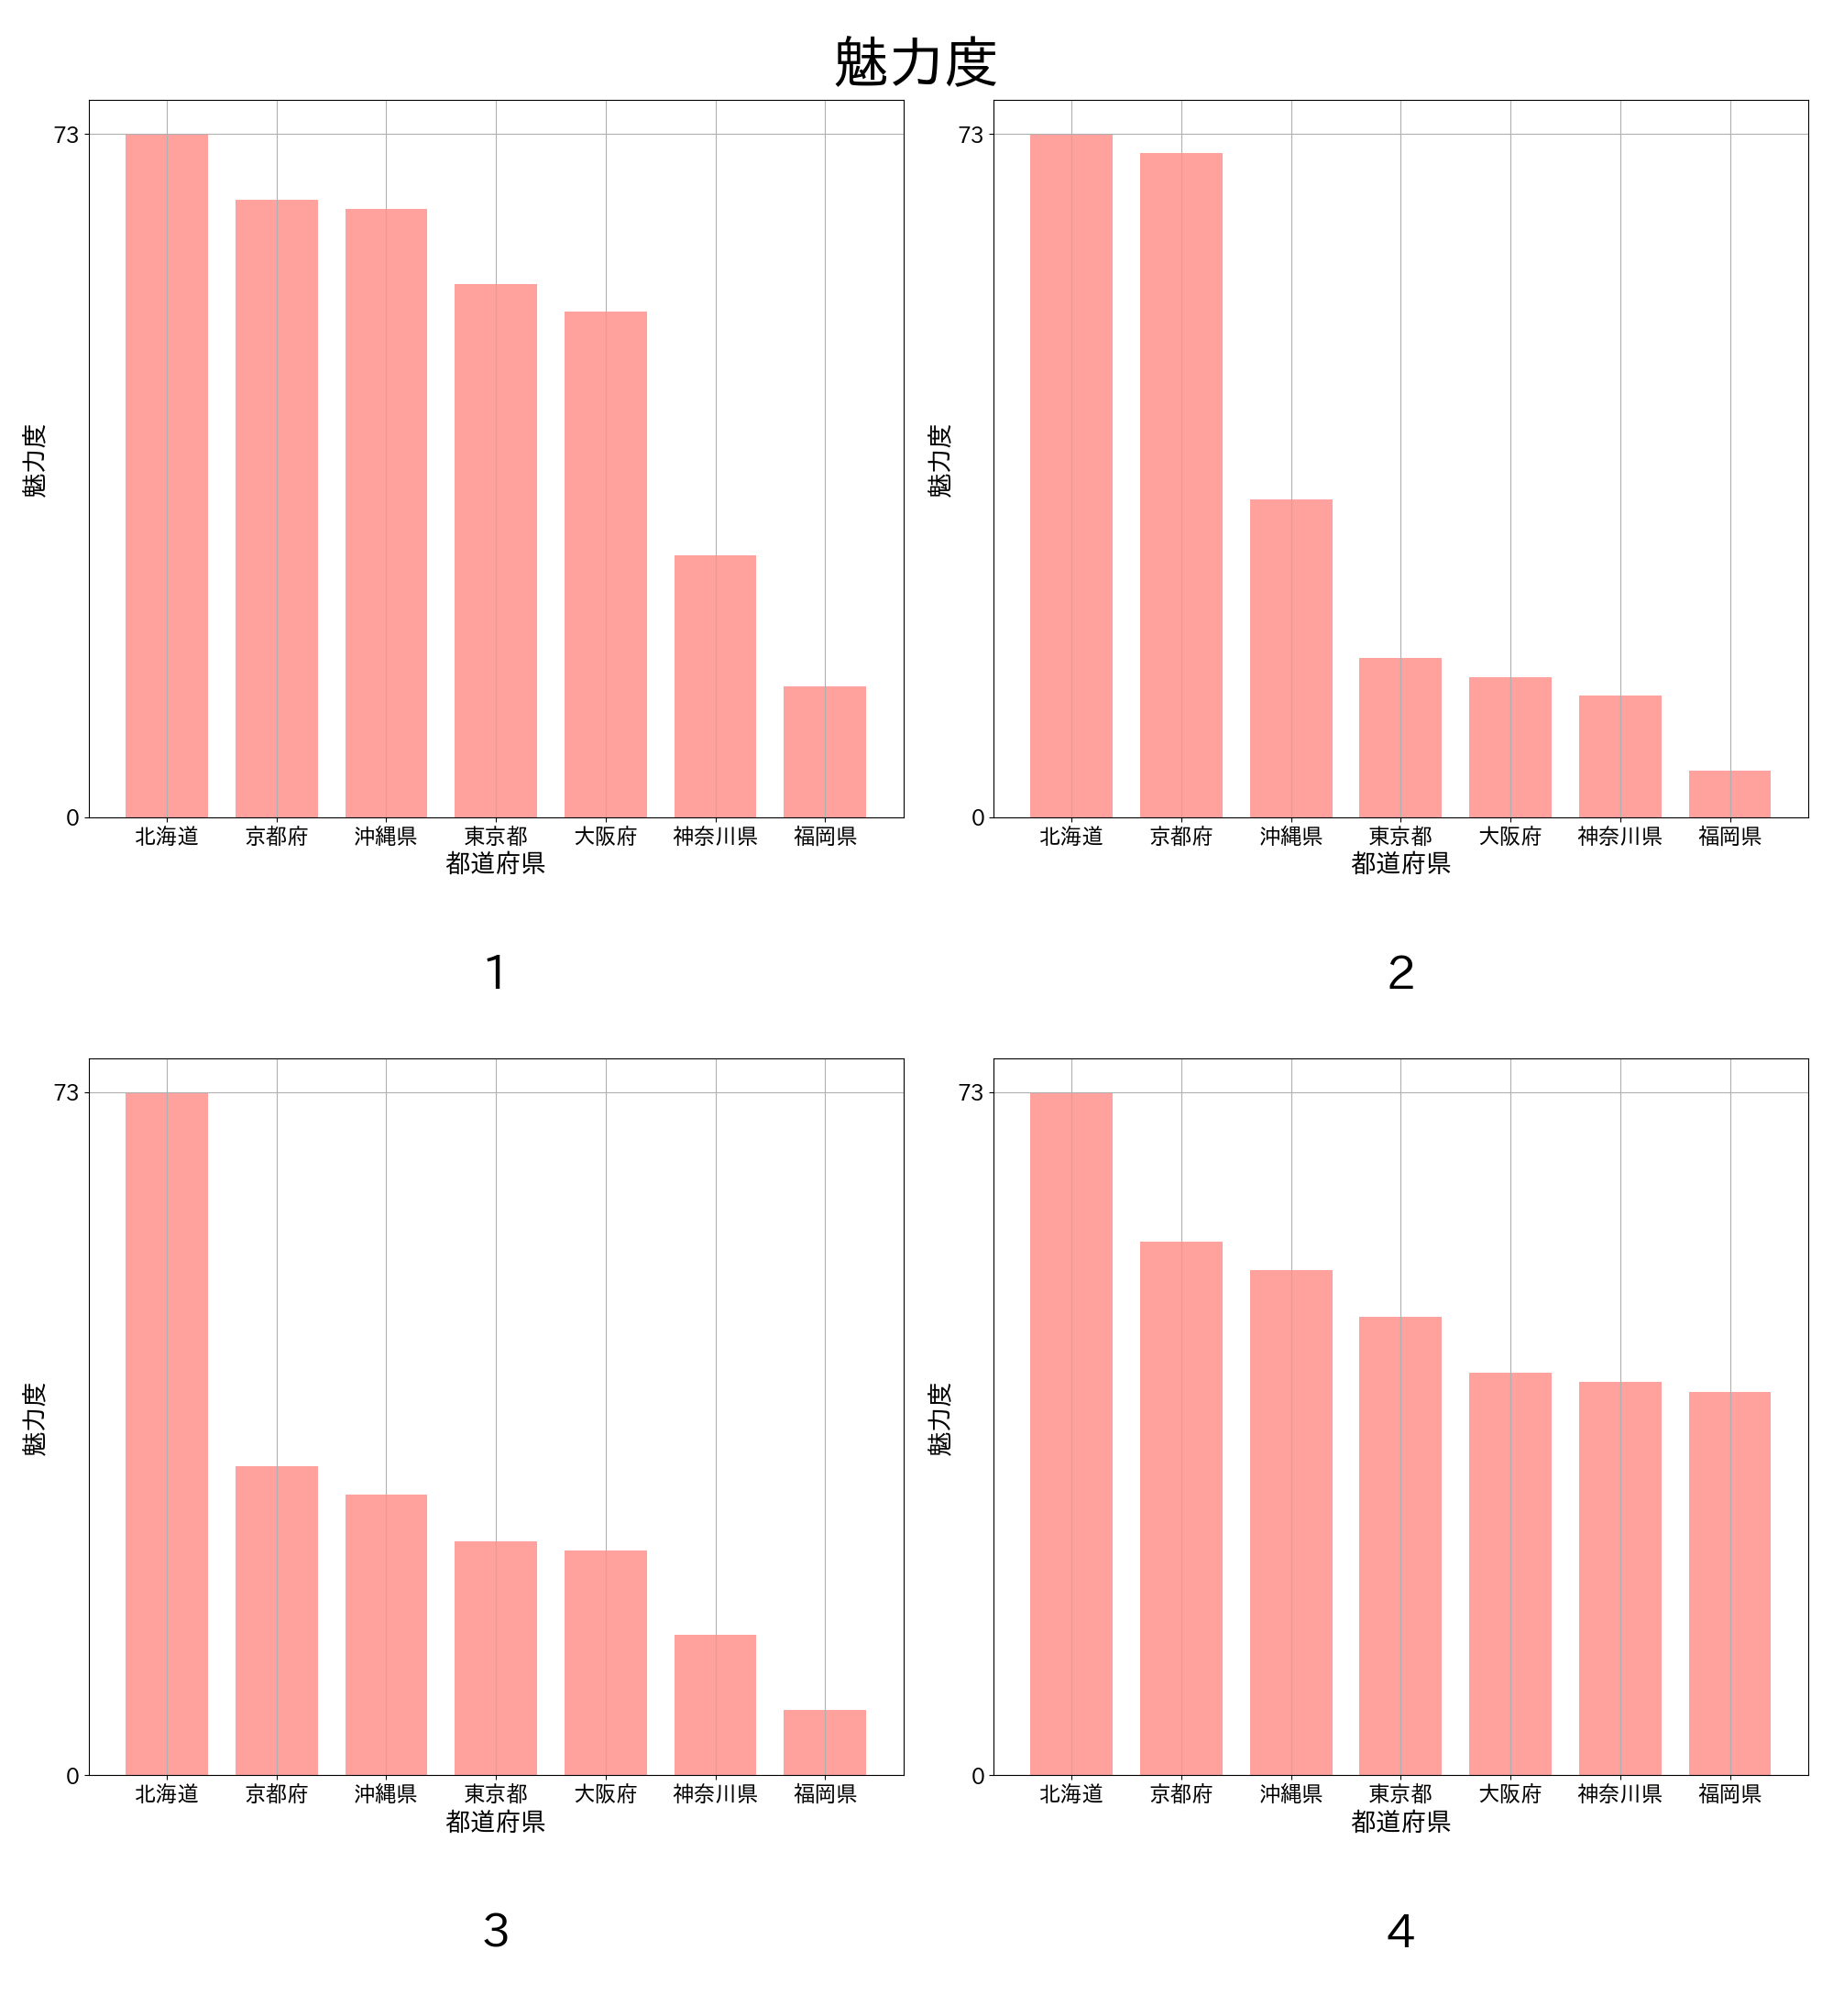 魅力度
73
0
魅力度
北海道 京都府 沖縄県 東京都 大阪府 神奈川県 福岡県
都道府県
1
73
0
魅力度
北海道 京都府 沖縄県 東京都 大阪府 神奈川県 福岡県
都道府県
2
73
0
魅力度
北海道 京都府 沖縄県 東京都 大阪府 神奈川県 福岡県
都道府県
3
73
0
魅力度
北海道 京都府 沖縄県 東京都 大阪府 神奈川県 福岡県
都道府県
4